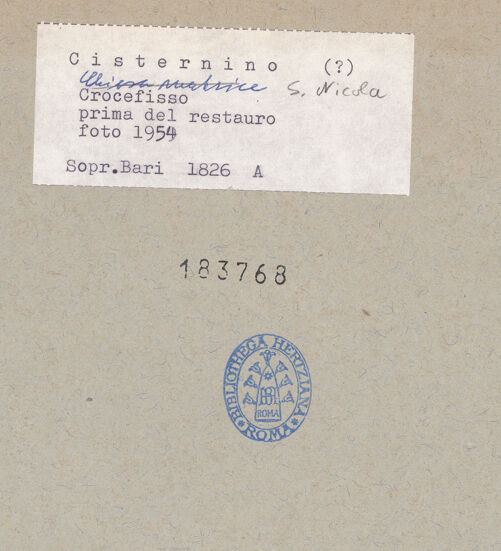 C i s t e r n i n o (?)
Chiesa matrice S. Nicola
Crocefisso
prima del restauro
foto 1954
Sopr.Bari 1826 A
183768
BIBLIOTHECA HERTZIANA
ROMA
ROMA